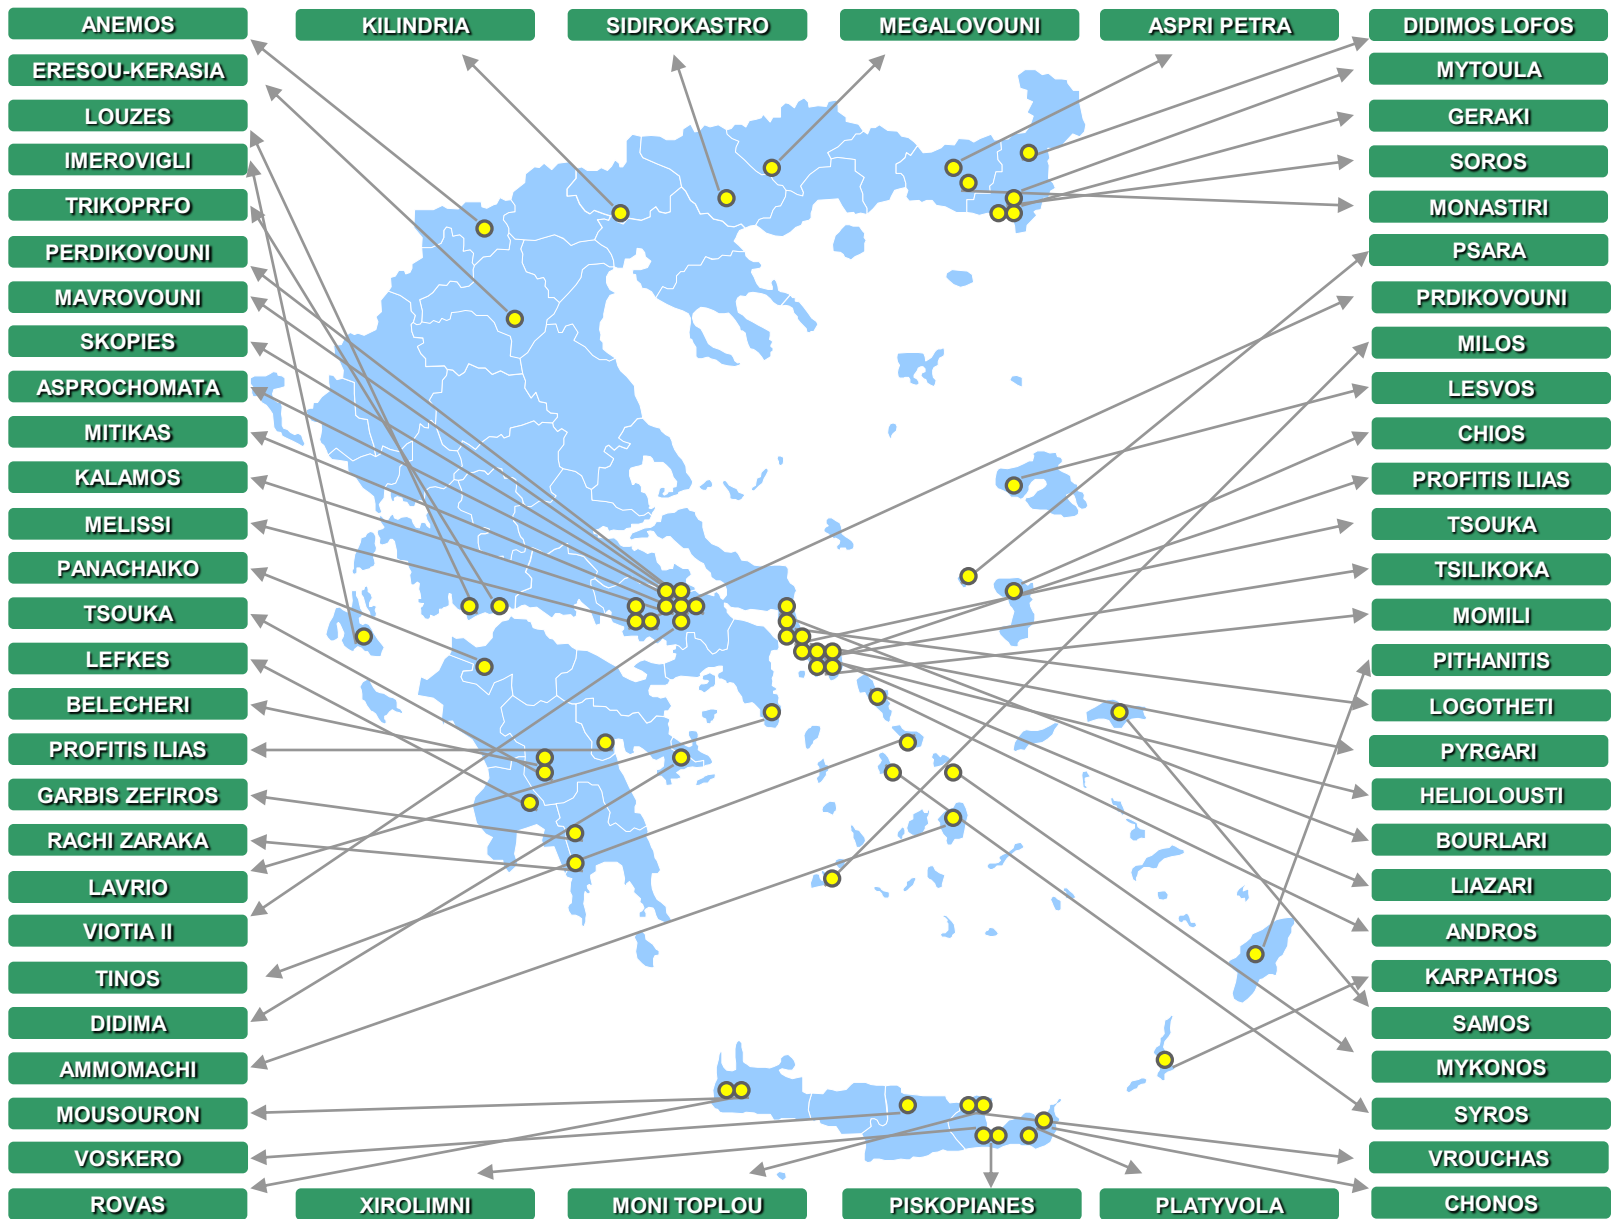 ANEMOS
KILINDRIA
SIDIROKASTRO
MEGALOVOUNI
ASPRI PETRA
DIDIMOS LOFOS
ERESOU-KERASIA
LOUZES
IMEROVIGLI
TRIKOPRFO
PERDIKOVOUNI
MAVROVOUNI
SKOPIES
ASPROCHOMATA
MITIKAS
KALAMOS
MELISSI
PANACHAIKO
TSOUKA
LEFKES
BELECHERI
PROFITIS ILIAS
GARBIS ZEFIROS
RACHI ZARAKA
LAVRIO
VIOTIA II
TINOS
DIDIMA
AMMOMACHI
MOUSOURON
VOSKERO
ROVAS
MYTOULA
GERAKI
SOROS
MONASTIRI
PSARA
PRDIKOVOUNI
MILOS
LESVOS
CHIOS
PROFITIS ILIAS
TSOUKA
TSILIKOKA
MOMILI
PITHANITIS
LOGOTHETI
PYRGARI
HELIOLOUSTI
BOURLARI
LIAZARI
ANDROS
KARPATHOS
SAMOS
MYKONOS
SYROS
VROUCHAS
CHONOS
XIROLIMNI
MONI TOPLOU
PISKOPIANES
PLATYVOLA